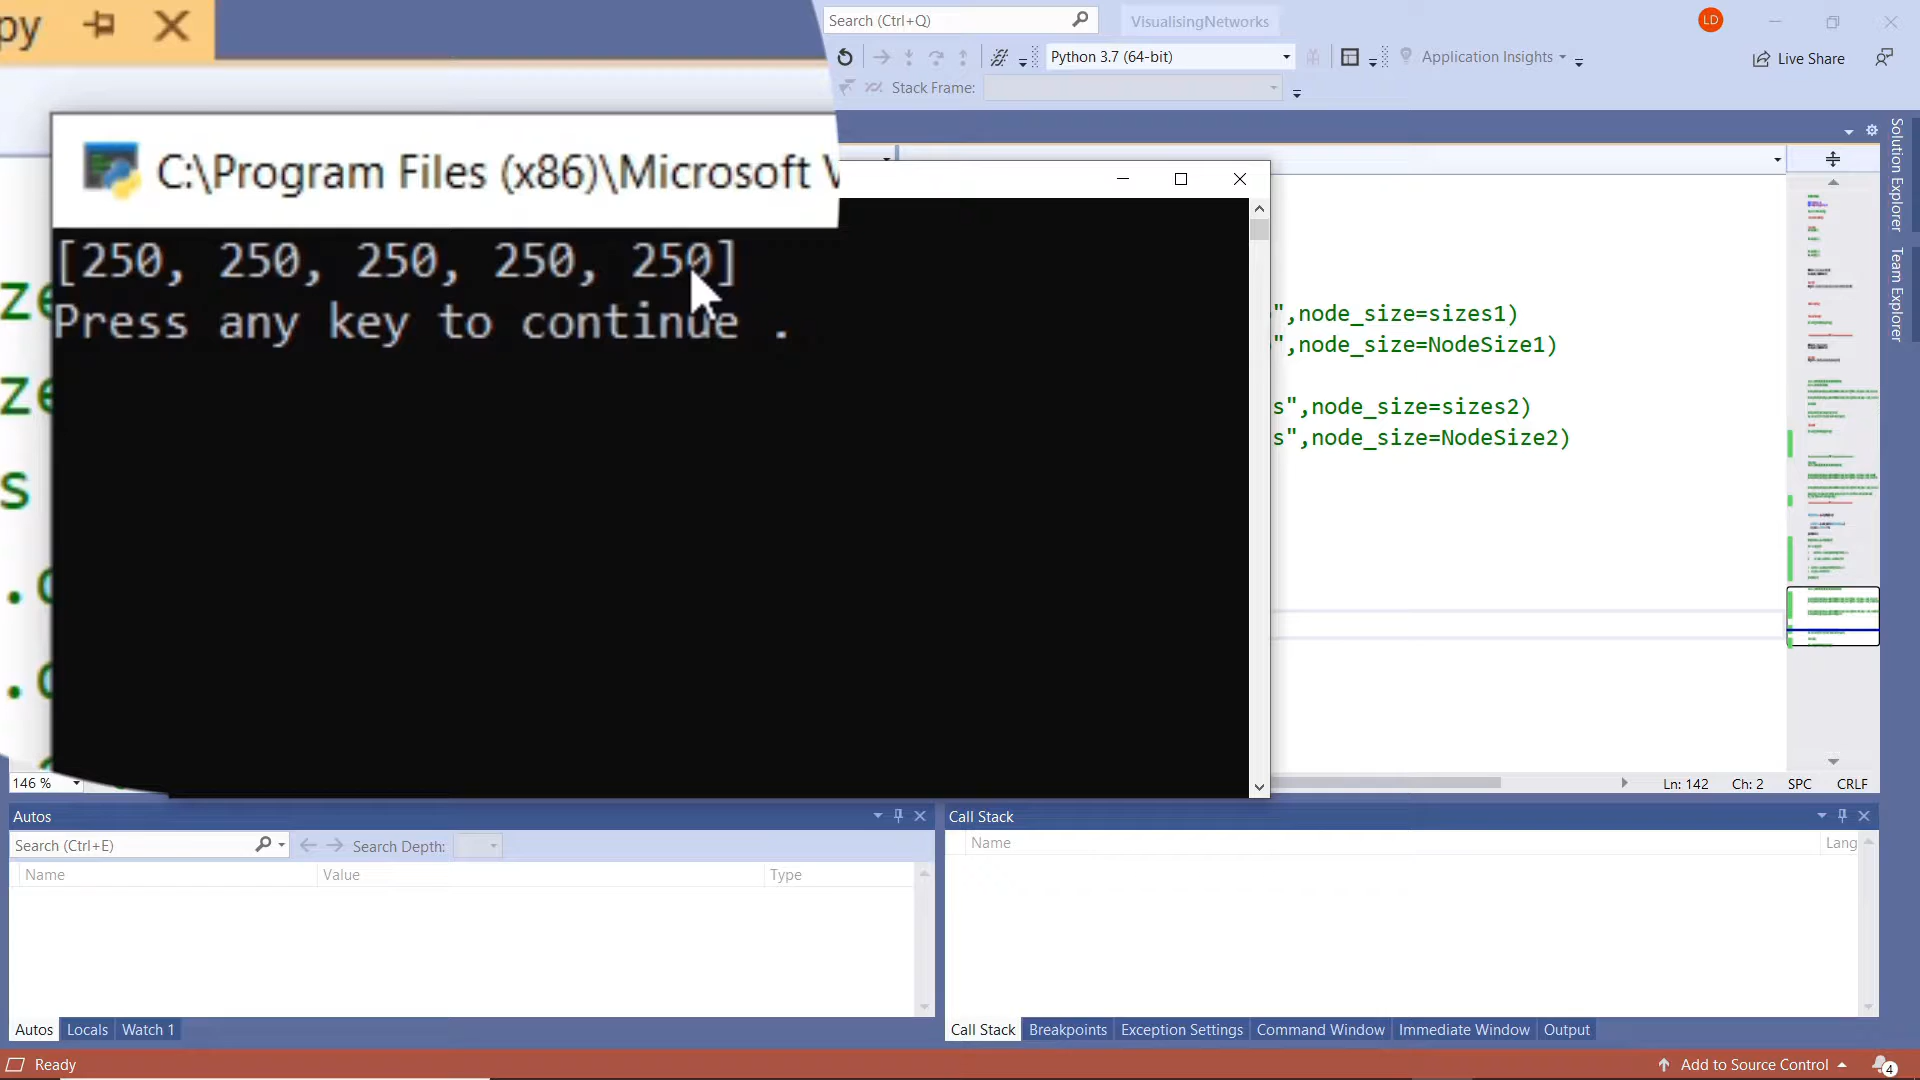 py
Search (Ctrl+Q)
VisualisingNetworks
LD
Python 3.7 (64-bit)
Application Insights
Live Share
Stack Frame:
C:\Program Files (x86)\Microsoft V
[250, 250, 250, 250, 250]
Press any key to continue .
ze
",node_size=sizes1)
",node_size=NodeSize1)
ze
s",node_size=sizes2)
s",node_size=NodeSize2)
s
Solution Explorer
Team Explorer
146 %
Ln: 142
Ch: 2
SPC
CRLF
Autos
Search (Ctrl+E)
Search Depth:
Name
Value
Type
Autos
Locals
Watch 1
Call Stack
Name
Lang
Call Stack
Breakpoints
Exception Settings
Command Window
Immediate Window
Output
Ready
Add to Source Control
4